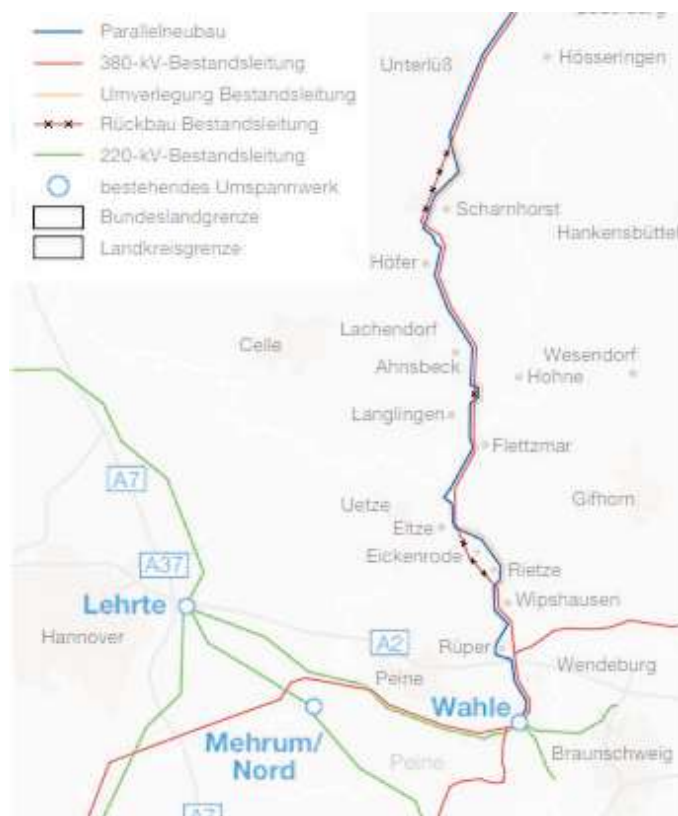 Parallelneubau
380-kV-Bestandsleitung
Umverlegung Bestandsleitung
Rückbau Bestandsleitung
220-kV-Bestandsleitung
bestehendes Umspannwerk
Bundeslandgrenze
Landkreisgrenze
Unterlüß
Hösseringen
Scharnhorst
Hankensbüttel
Höfer
Lachendorf
Celle
Ahnsbeck
Wesendorf
Hohne
Langlingen
Flettzmar
A7
Uetze
Gifhorn
Eltze
Eickenrode
A37
Rietze
Lehrte
Wipshausen
Hannover
A2
Rüper
Wendeburg
Peine
Wahle
Mehrum/
Nord
Braunschweig
Peine
A7